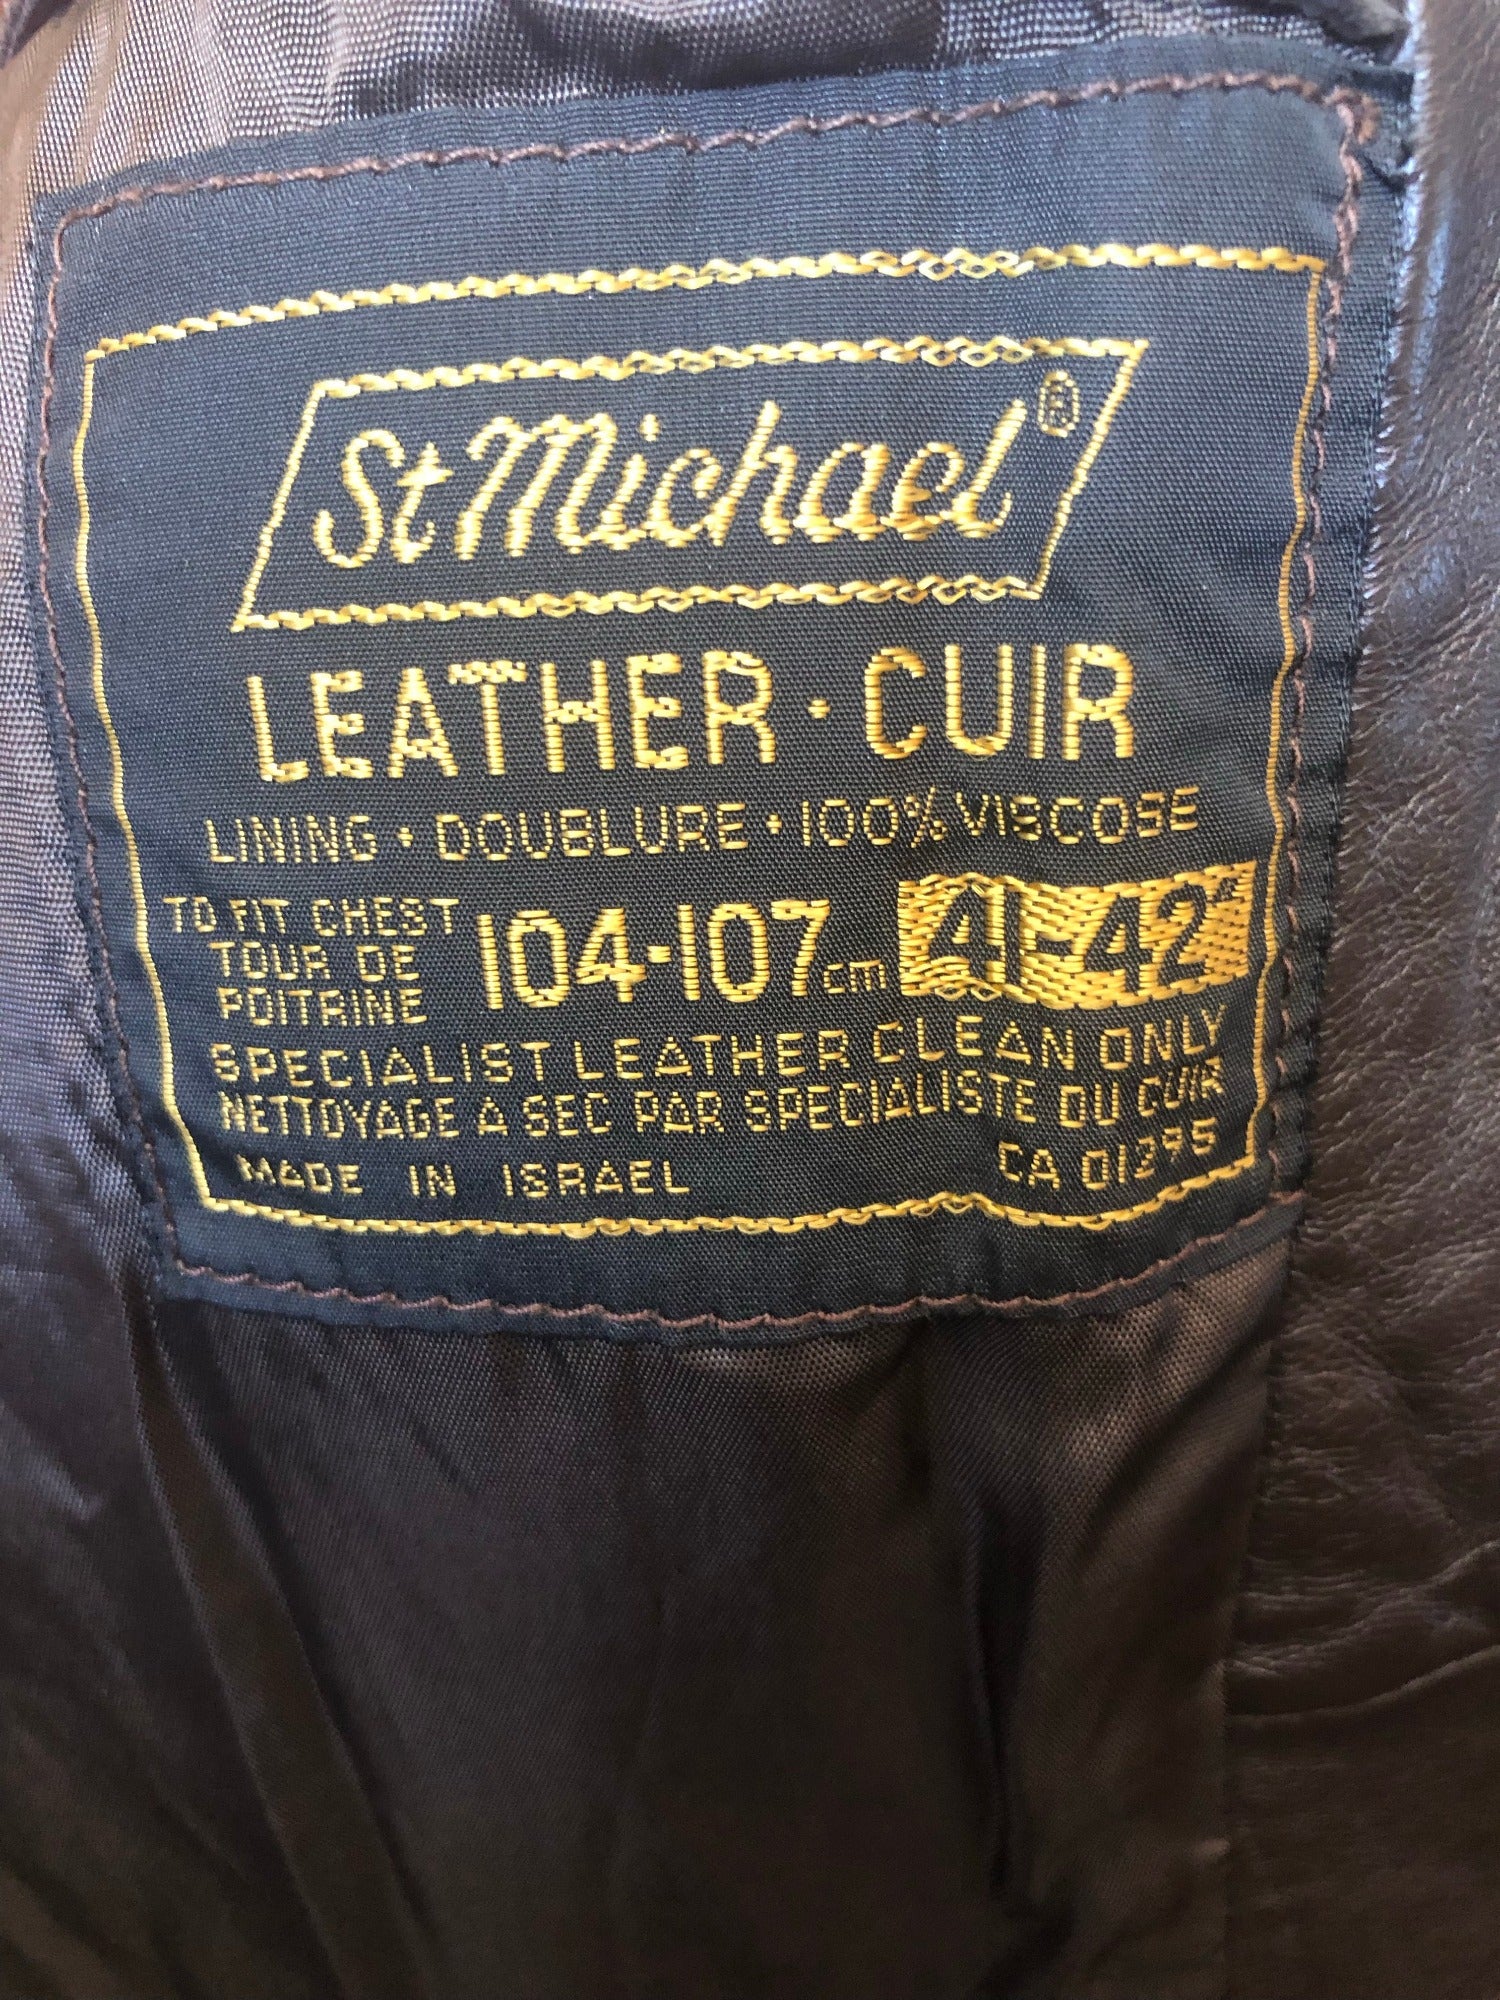 St Michael®
LEATHER · CUIR
LINING · DOUBLURE · 100% VISCOSE
TO FIT CHEST
TOUR DE
POITRINE
104-107cm 41-42"
SPECIALIST LEATHER CLEAN ONLY
NETTOYAGE A SEC PAR SPECIALISTE DU CUIR
MADE IN ISRAEL CA 01295